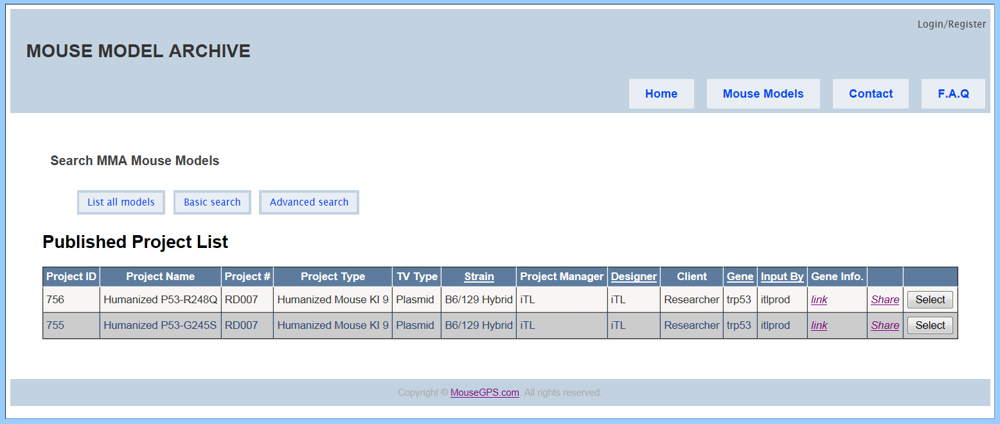 Login/Register
MOUSE MODEL ARCHIVE
Home Mouse Models Contact F.A.Q
Search MMA Mouse Models
List all models Basic search Advanced search
Published Project List
Project ID Project Name Project # Project Type TV Type Strain Project Manager Designer Client Gene Input By Gene Info.
756 Humanized P53-R248Q RD007 Humanized Mouse KI 9 Plasmid B6/129 Hybrid iTL iTL Researcher trp53 itlprod link Share Select
755 Humanized P53-G245S RD007 Humanized Mouse KI 9 Plasmid B6/129 Hybrid iTL iTL Researcher trp53 itlprod link Share Select
Copyright © MouseGPS.com. All rights reserved.